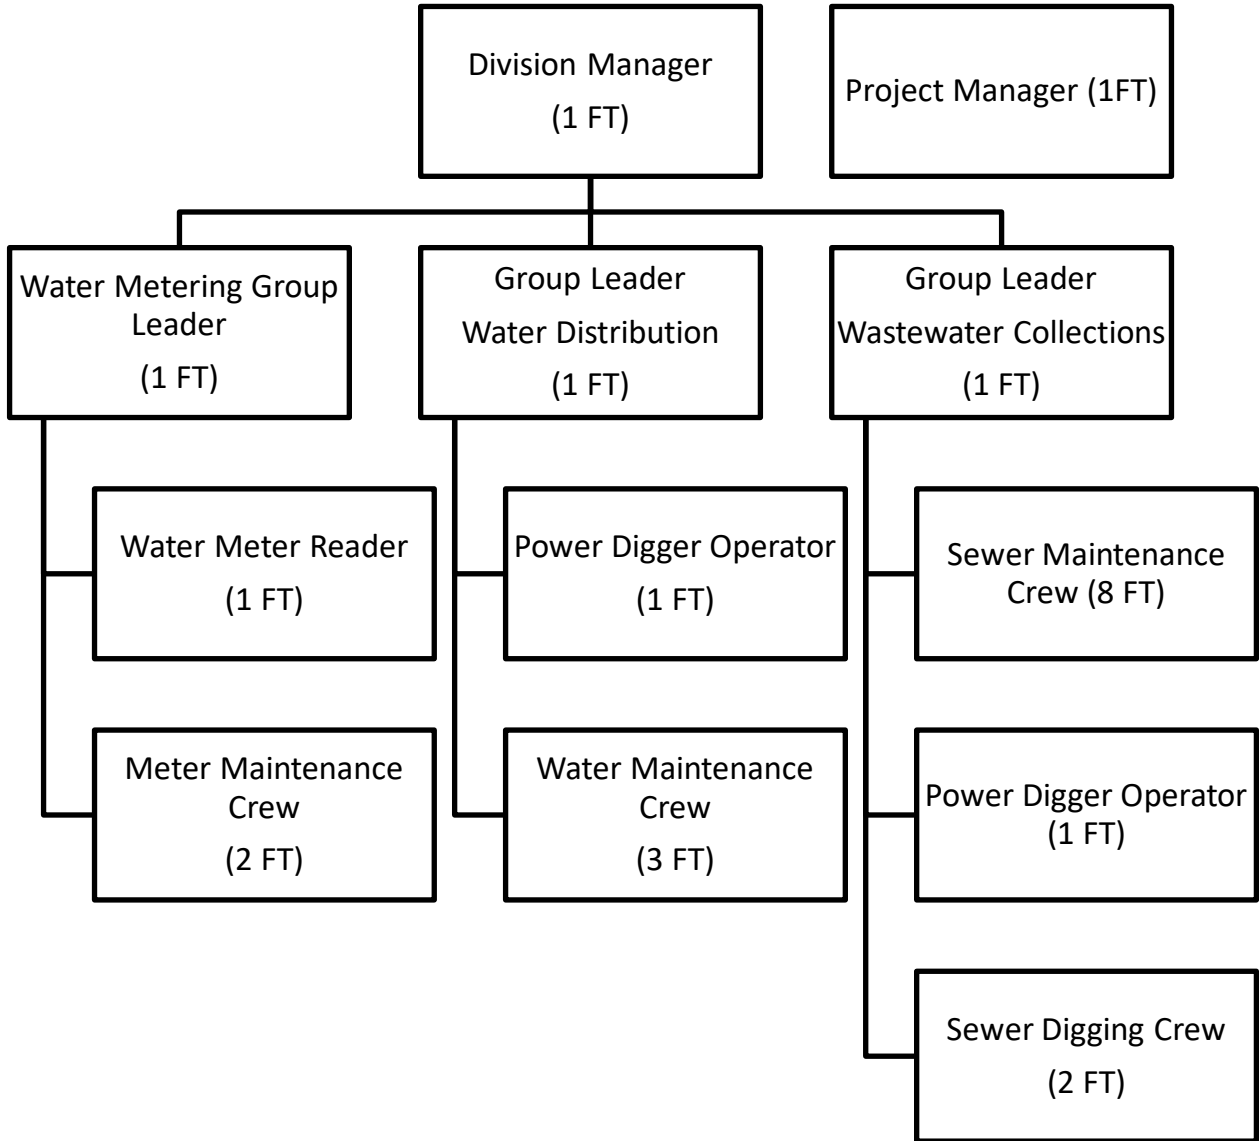 Division Manager
(1 FT)
Project Manager (1FT)
Water Metering Group
Leader
(1 FT)
Group Leader
Water Distribution
(1 FT)
Group Leader
Wastewater Collections
(1 FT)
Water Meter Reader
(1 FT)
Power Digger Operator
(1 FT)
Sewer Maintenance
Crew (8 FT)
Meter Maintenance
Crew
(2 FT)
Water Maintenance
Crew
(3 FT)
Power Digger Operator
(1 FT)
Sewer Digging Crew
(2 FT)